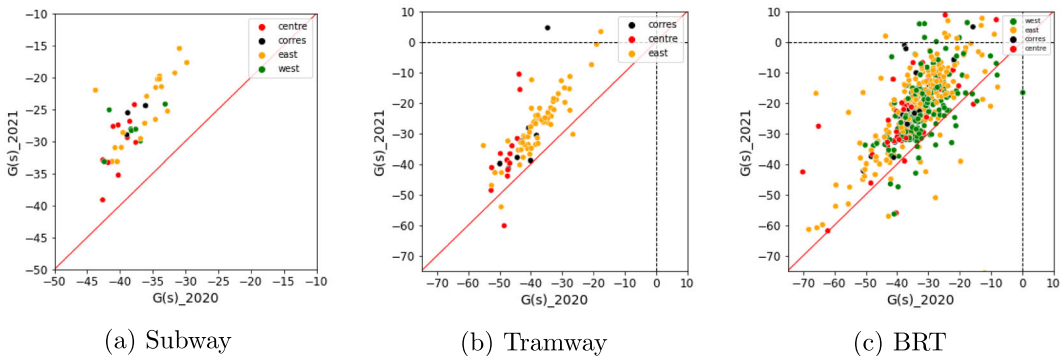 −10
−15
−20
−25
−30
−35
−40
−45
−50
−50 −45 −40 −35 −30 −25 −20 −15 −10
G(s)_2021
G(s)_2020
centre
corres
east
west
(a) Subway
10
0
−10
−20
−30
−40
−50
−60
−70
−70 −60 −50 −40 −30 −20 −10 0 10
G(s)_2021
G(s)_2020
corres
centre
east
(b) Tramway
10
0
−10
−20
−30
−40
−50
−60
−70
−70 −60 −50 −40 −30 −20 −10 0 10
G(s)_2021
G(s)_2020
west
east
corres
centre
(c) BRT